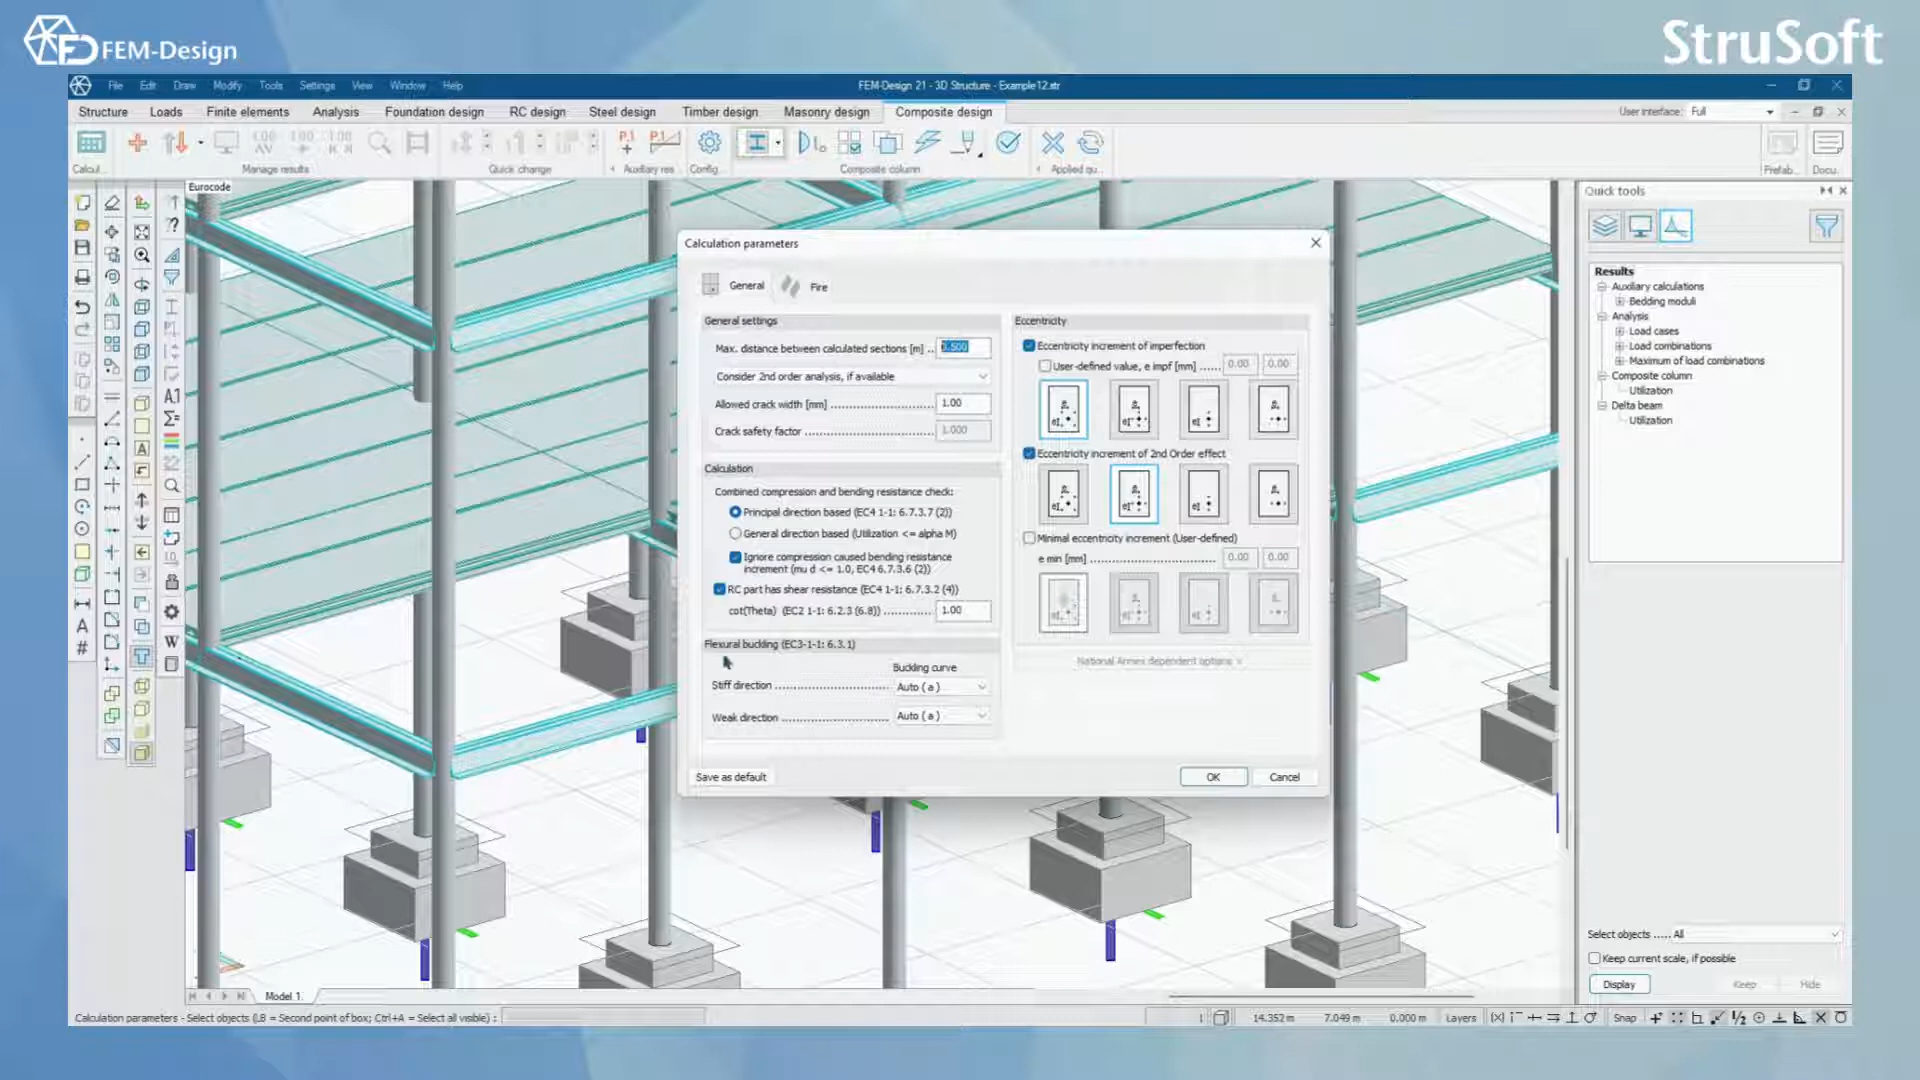 FEM-Design
StruSoft
FEM-Design 21 - 3D Structure - Example12.str
File Edit Draw Modify Tools Settings View Window Help
Structure Loads Finite elements Analysis Foundation design RC design Steel design Timber design Masonry design Composite design
User interface: Full
Calcul... Manage results Quick change Auxiliary res... Config... Composite column Applied qu... Prefab... Docu...
Eurocode
Calculation parameters
General Fire
General settings
Max. distance between calculated sections [m] .. 0.500
Consider 2nd order analysis, if available
Allowed crack width [mm] 1.00
Crack safety factor 1.000
Calculation
Combined compression and bending resistance check:
Principal direction based (EC4 1-1: 6.7.3.7 (2))
General direction based (Utilization <= alpha M)
Ignore compression caused bending resistance
increment (mu d <= 1.0, EC4 6.7.3.6 (2))
RC part has shear resistance (EC4 1-1: 6.7.3.2 (4))
cot(Theta) (EC2 1-1: 6.2.3 (6.8)) 1.00
Flexural buckling (EC3-1-1: 6.3.1)
Buckling curve
Stiff direction Auto ( a )
Weak direction Auto ( a )
Eccentricity
Eccentricity increment of imperfection
User-defined value, e impf [mm] 0.00 0.00
Eccentricity increment of 2nd Order effect
Minimal eccentricity increment (User-defined)
e min [mm] 0.00 0.00
National Annex dependent options
Save as default OK Cancel
Quick tools
Results
Auxiliary calculations
Bedding moduli
Analysis
Load cases
Load combinations
Maximum of load combinations
Composite column
Utilization
Delta beam
Utilization
Select objects ..... All
Keep current scale, if possible
Display Keep Hide
Model 1
Calculation parameters - Select objects (LB = Second point of box; Ctrl+A = Select all visible) :
14.352 m 7.049 m 0.000 m Layers Snap